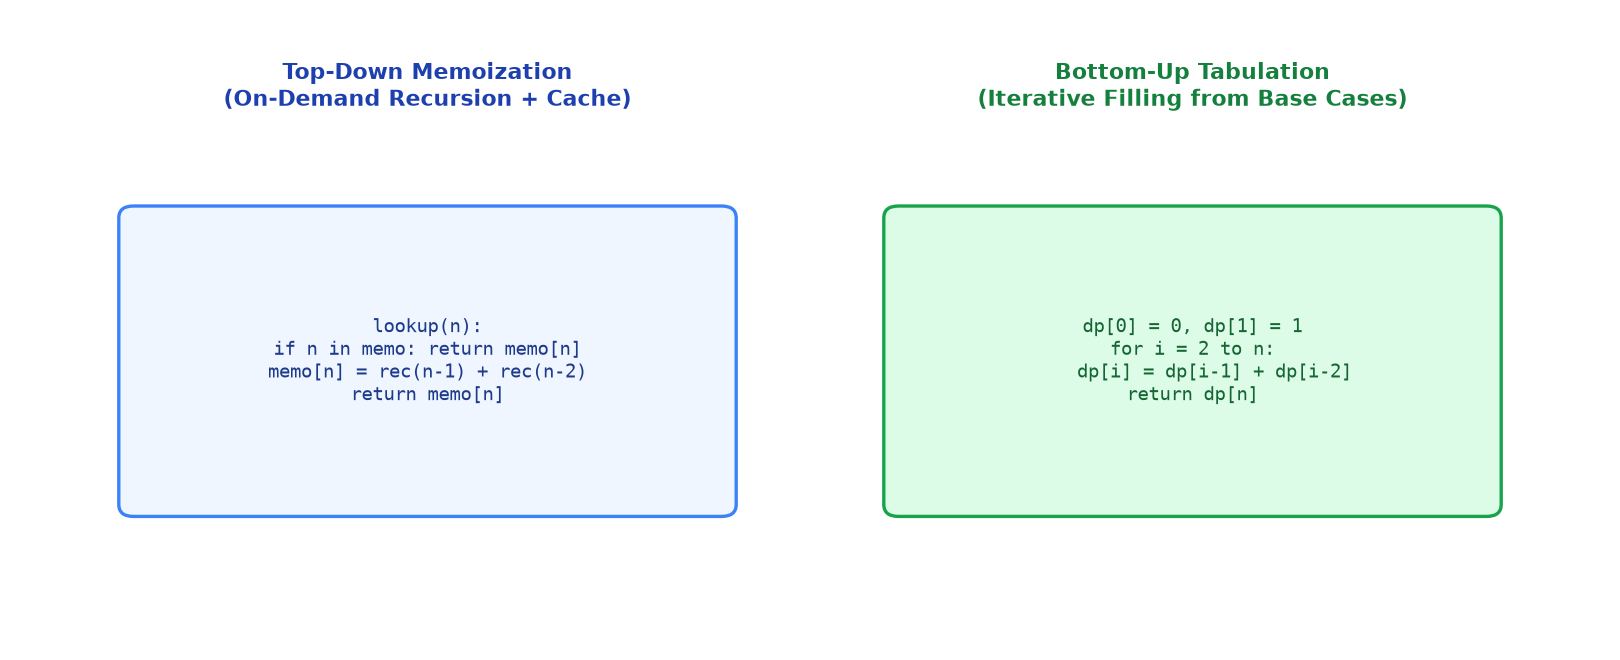 Top-Down Memoization
(On-Demand Recursion + Cache)
lookup(n):
if n in memo: return memo[n]
memo[n] = rec(n-1) + rec(n-2)
return memo[n]
Bottom-Up Tabulation
(Iterative Filling from Base Cases)
dp[0] = 0, dp[1] = 1
for i = 2 to n:
dp[i] = dp[i-1] + dp[i-2]
return dp[n]